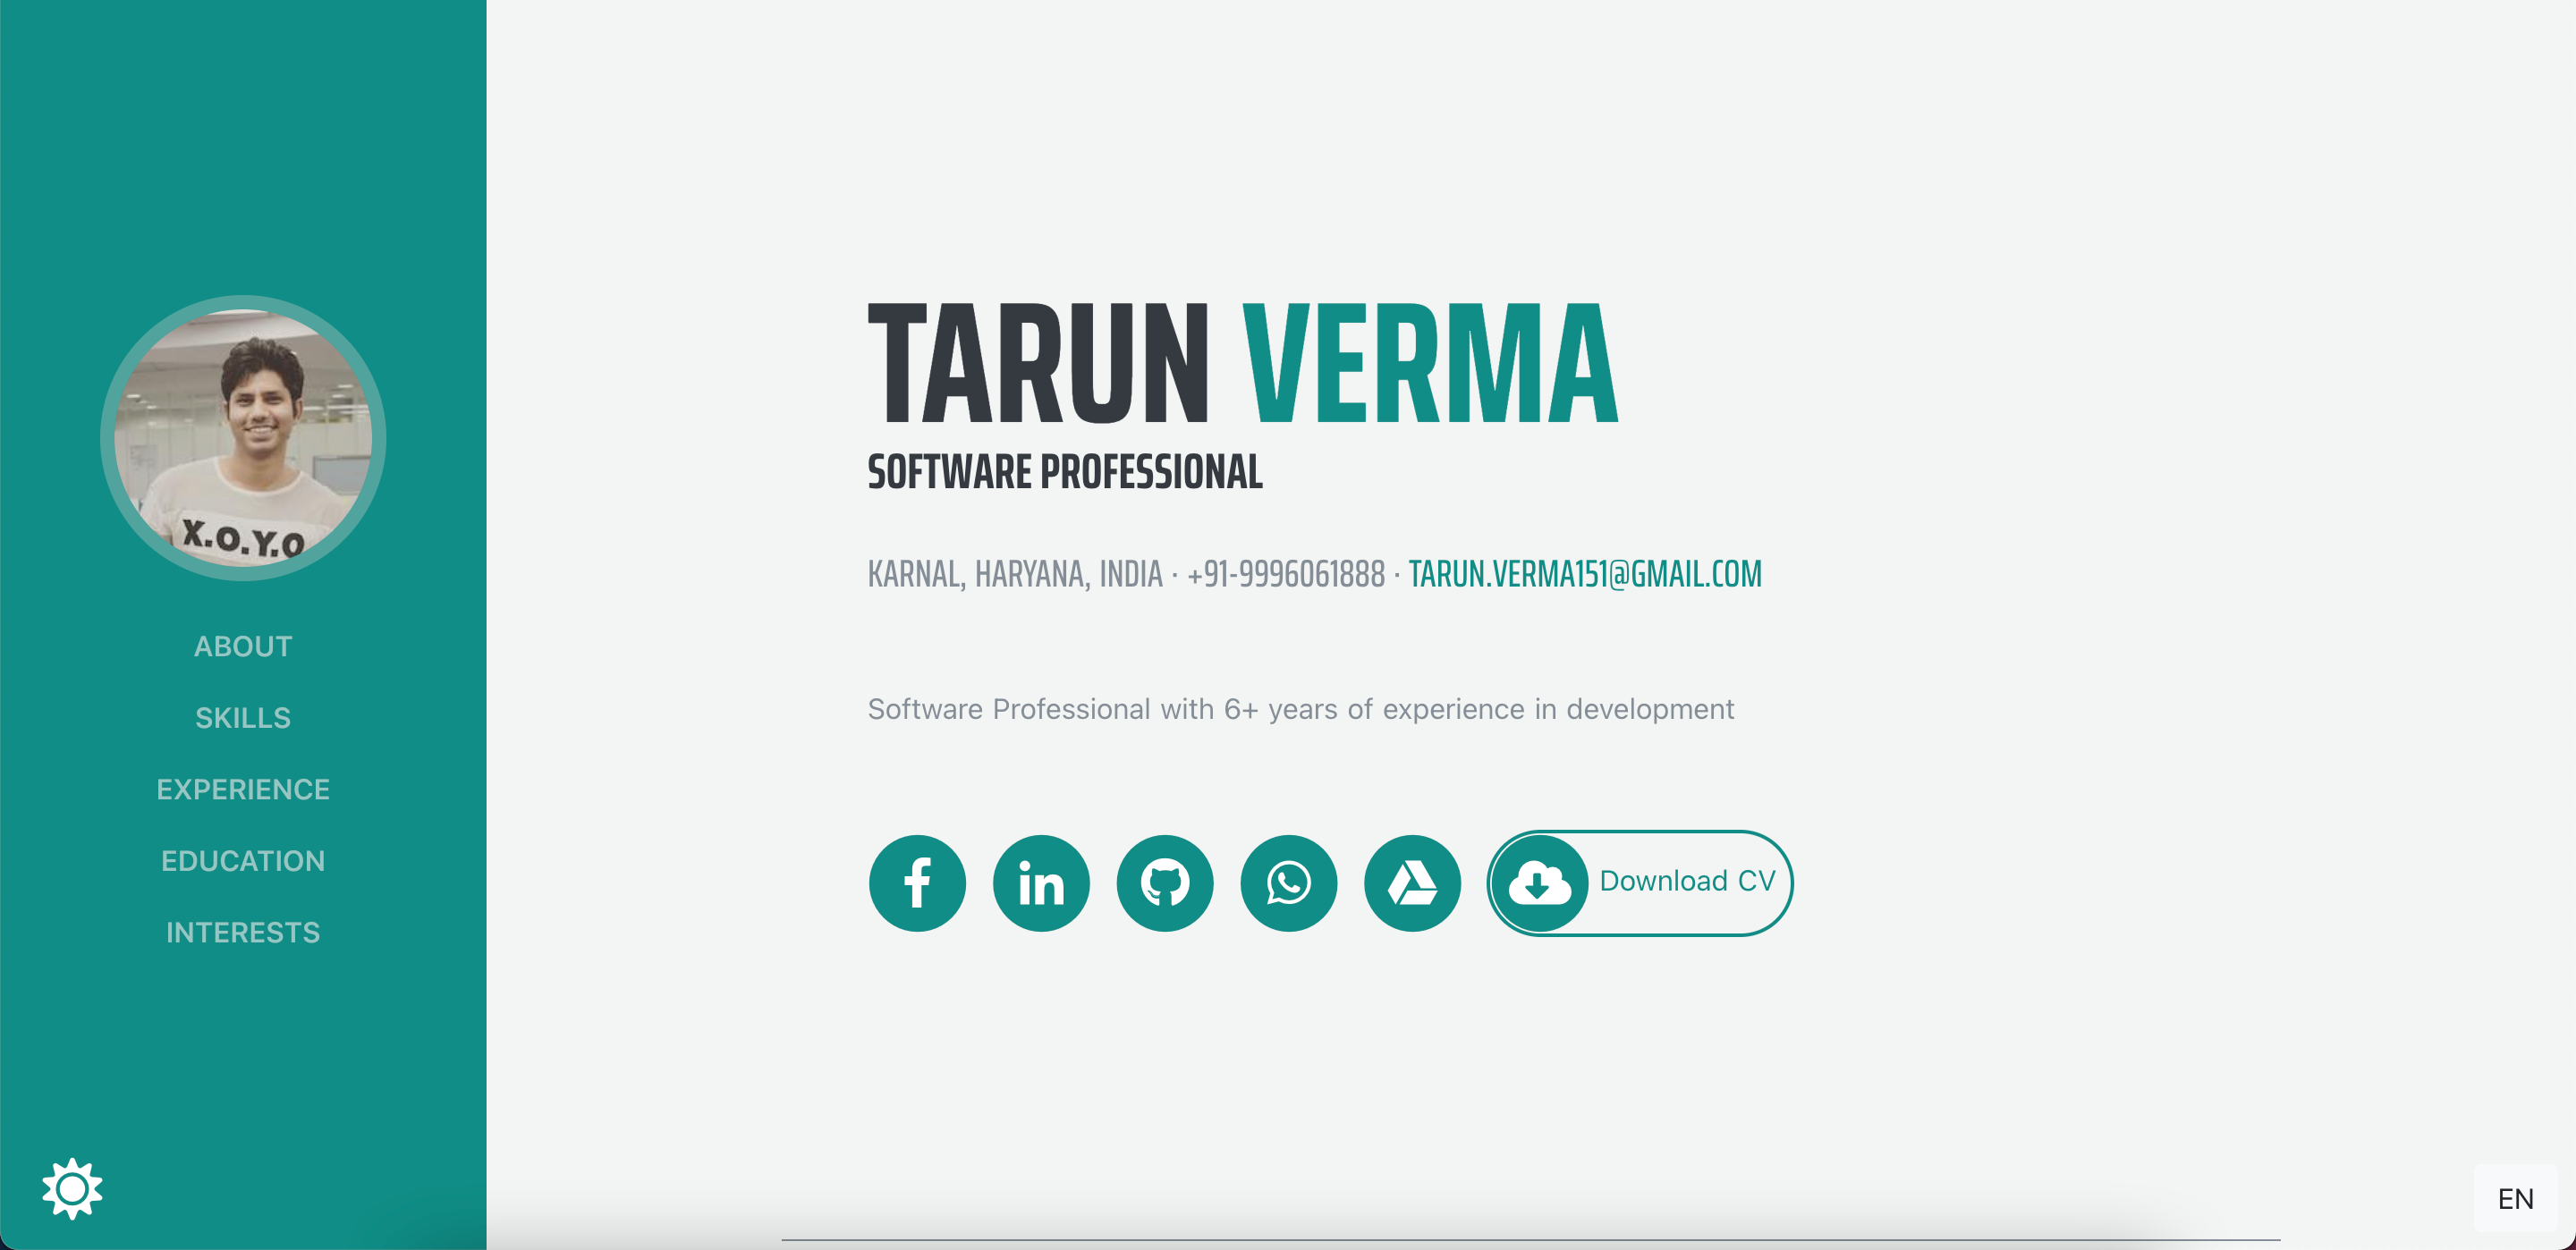 X.O.Y.O
ABOUT
SKILLS
EXPERIENCE
EDUCATION
INTERESTS
TARUN VERMA
SOFTWARE PROFESSIONAL
KARNAL, HARYANA, INDIA · +91-9996061888 · TARUN.VERMA151@GMAIL.COM
Software Professional with 6+ years of experience in development
Download CV
EN